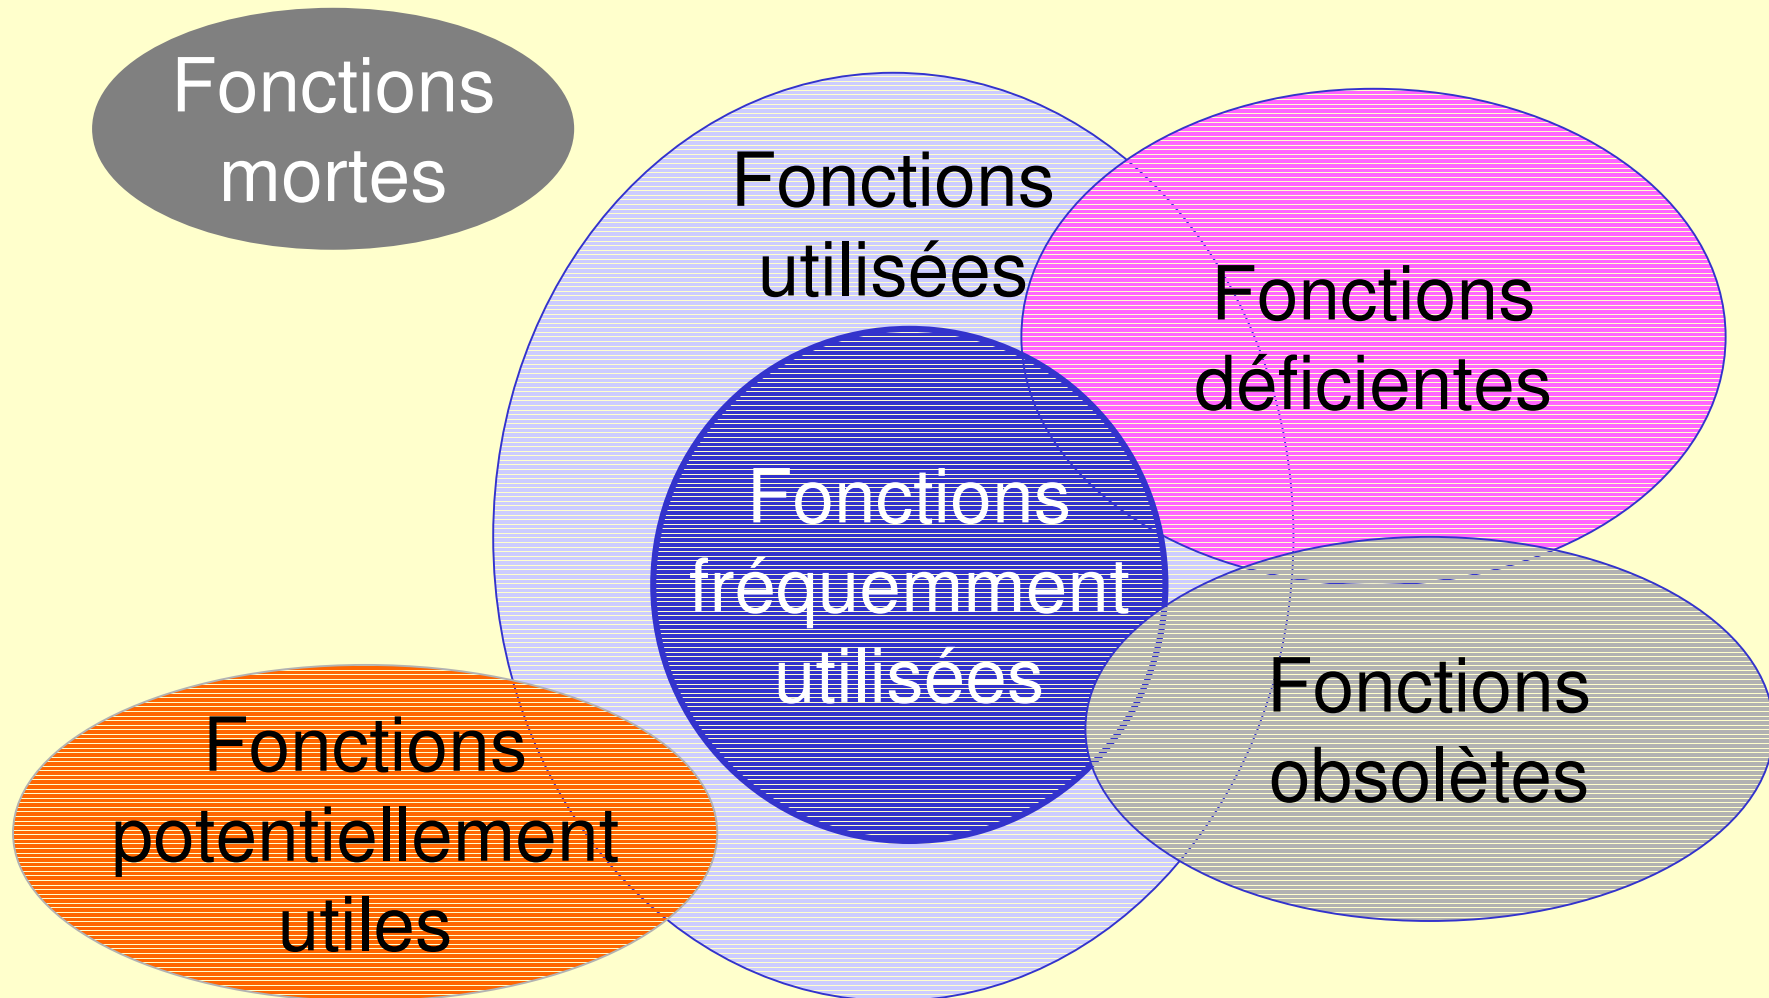 Fonctions
mortes
Fonctions
utilisées
Fonctions
déficientes
Fonctions
fréquemment
utilisées
Fonctions
obsolètes
Fonctions
potentiellement
utiles